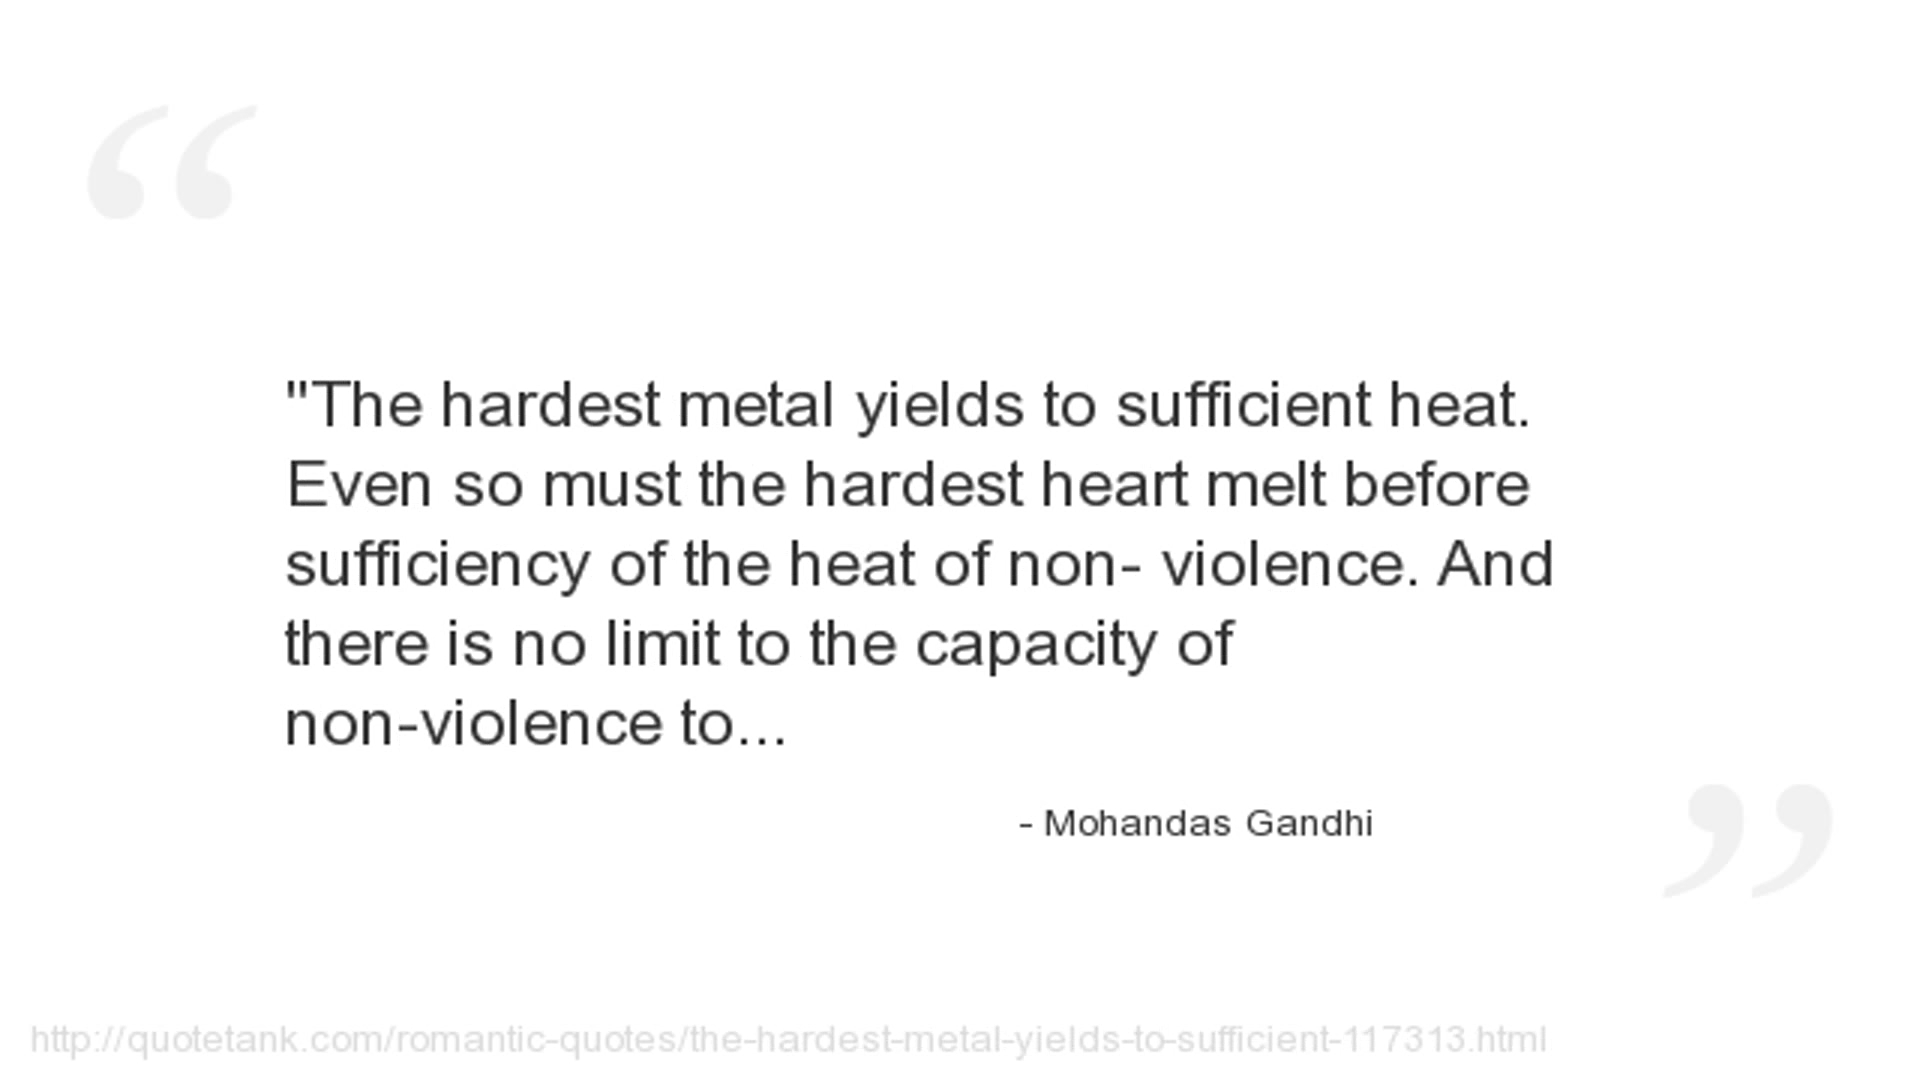 "The hardest metal yields to sufficient heat.
Even so must the hardest heart melt before
sufficiency of the heat of non- violence. And
there is no limit to the capacity of
non-violence to...
- Mohandas Gandhi
http://quotetank.com/romantic-quotes/the-hardest-metal-yields-to-sufficient-117313.html